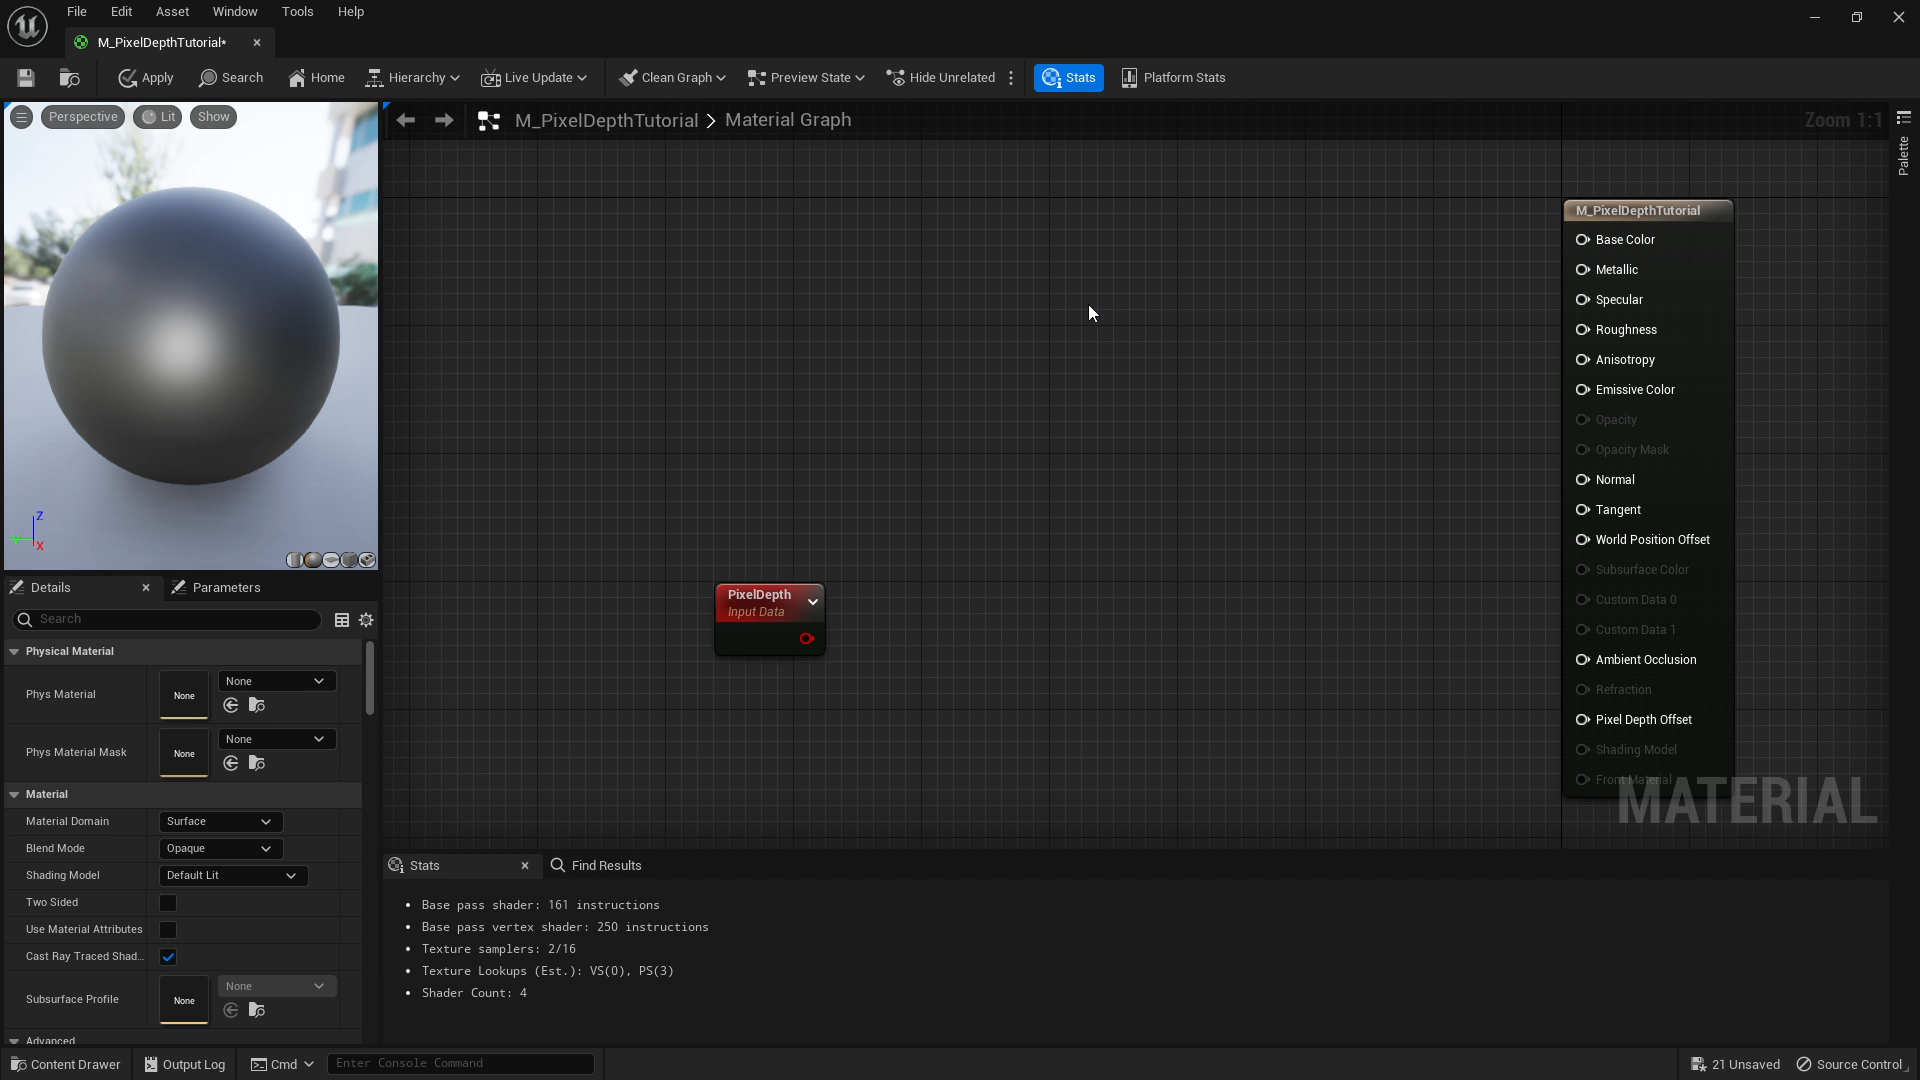 File Edit Asset Window Tools Help
M_PixelDepthTutorial*
Apply Search Home Hierarchy Live Update Clean Graph Preview State Hide Unrelated Stats Platform Stats
Perspective Lit Show
M_PixelDepthTutorial > Material Graph
Zoom 1:1
Palette
M_PixelDepthTutorial
Base Color
Metallic
Specular
Roughness
Anisotropy
Emissive Color
Opacity
Opacity Mask
Normal
Tangent
World Position Offset
Subsurface Color
Custom Data 0
Custom Data 1
Ambient Occlusion
Refraction
Pixel Depth Offset
Shading Model
Front Material
MATERIAL
PixelDepth
Input Data
Z
Y
X
Details Parameters
Search
Physical Material
Phys Material None None
Phys Material Mask None None
Material
Material Domain Surface
Blend Mode Opaque
Shading Model Default Lit
Two Sided
Use Material Attributes
Cast Ray Traced Shad...
Subsurface Profile None None
Advanced
Stats Find Results
• Base pass shader: 161 instructions
• Base pass vertex shader: 250 instructions
• Texture samplers: 2/16
• Texture Lookups (Est.): VS(0), PS(3)
• Shader Count: 4
Content Drawer Output Log Cmd Enter Console Command 21 Unsaved Source Control